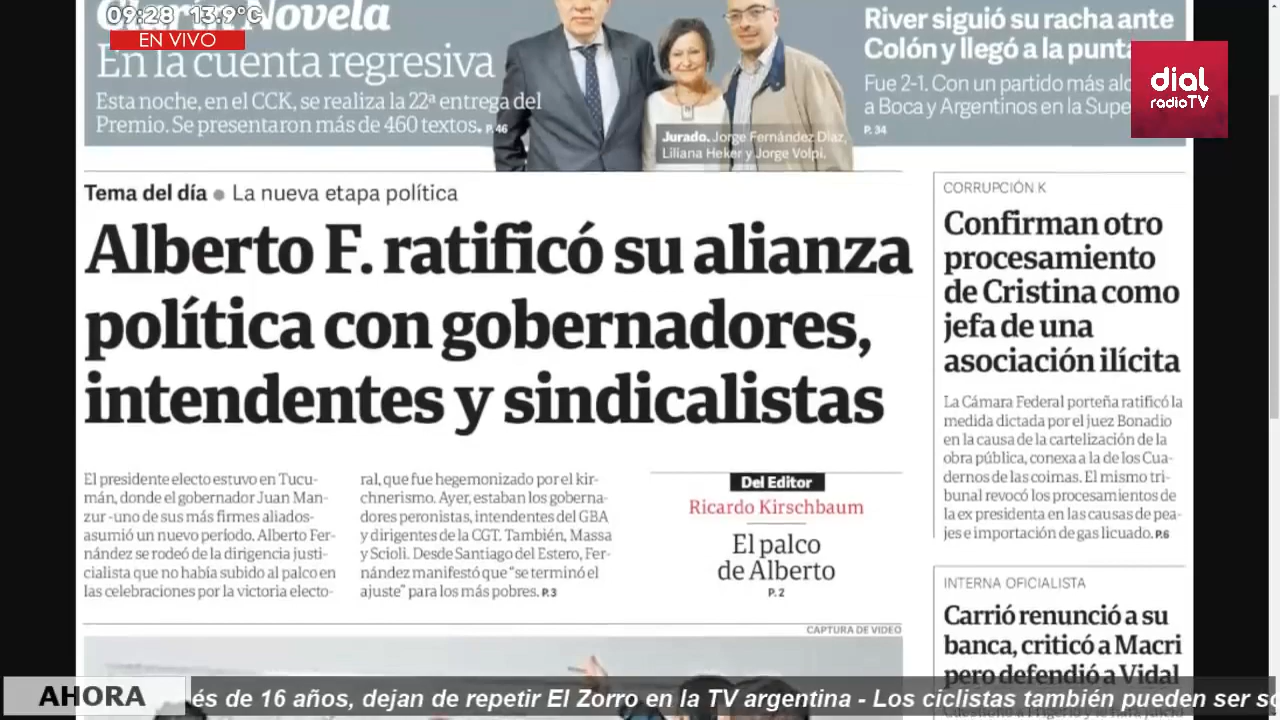 09:28 13.9°C
EN VIVO
Clarín Novela
En la cuenta regresiva
Esta noche, en el CCK, se realiza la 22ª entrega del
Premio. Se presentaron más de 460 textos. P. 46
Jurado. Jorge Fernández Díaz,
Liliana Heker y Jorge Volpi.
River siguió su racha ante
Colón y llegó a la punta
Fue 2-1. Con un partido más
a Boca y Argentinos en la
P. 34
dial
radioTV
Tema del día ● La nueva etapa política
Alberto F. ratificó su alianza
política con gobernadores,
intendentes y sindicalistas
El presidente electo estuvo en Tucu-
mán, donde el gobernador Juan Man-
zur -uno de sus más firmes aliados-
asumió un nuevo período. Alberto Fer-
nández se rodeó de la dirigencia justi-
cialista que no había subido al palco en
las celebraciones por la victoria electo-
ral, que fue hegemonizado por el kir-
chnerismo. Ayer, estaban los goberna-
dores peronistas, intendentes del GBA
y dirigentes de la CGT. También, Massa
y Scioli. Desde Santiago del Estero, Fer-
nández manifestó que “se terminó el
ajuste” para los más pobres. P. 3
Del Editor
Ricardo Kirschbaum
El palco
de Alberto
P. 2
CAPTURA DE VIDEO
CORRUPCIÓN K
Confirman otro
procesamiento
de Cristina como
jefa de una
asociación ilícita
La Cámara Federal porteña ratificó la
medida dictada por el juez Bonadio
en la causa de la cartelización de la
obra pública, conexa a la de los Cua-
dernos de las coimas. El mismo tri-
bunal revocó los procesamientos de
la ex presidenta en las causas de pea-
jes e importación de gas licuado. P.6
INTERNA OFICIALISTA
Carrió renunció a su
banca, criticó a Macri
pero defendió a Vidal
AHORA
és de 16 años, dejan de repetir El Zorro en la TV argentina - Los ciclistas también pueden ser